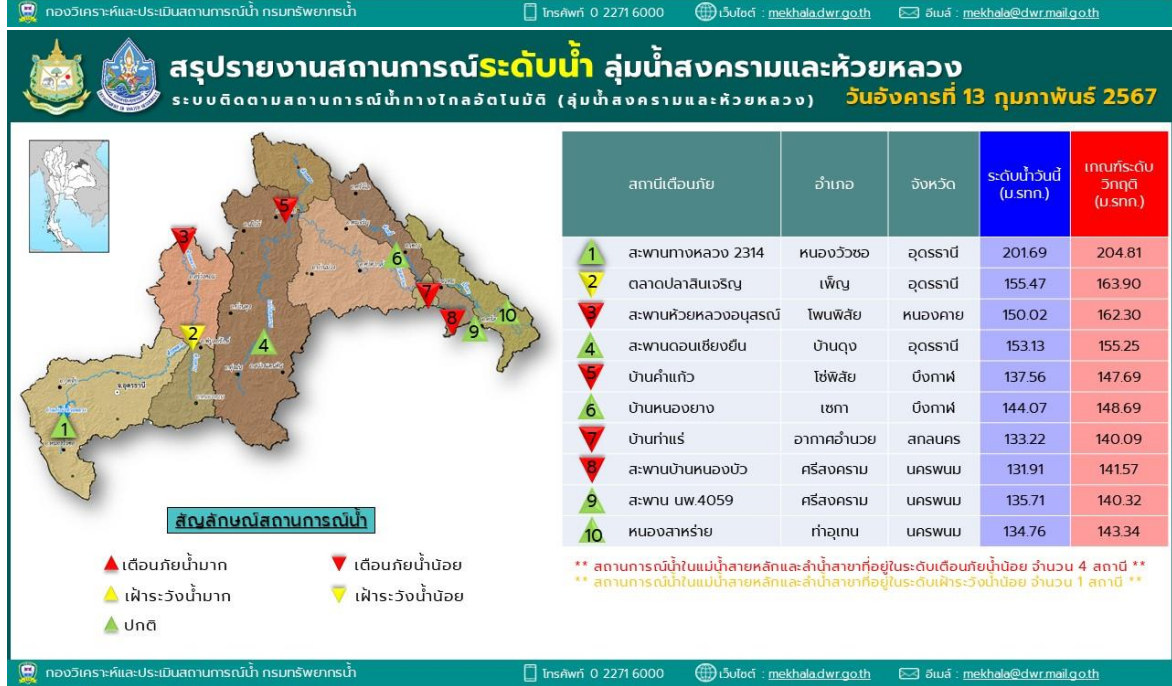 กองวิเคราะห์และประเมินสถานการณ์น้ำ กรมทรัพยากรน้ำ โทรศัพท์ 0 2271 6000 เว็บไซต์ : mekhala.dwr.go.th อีเมล์ : mekhala@dwr.mail.go.th
สรุปรายงานสถานการณ์ระดับน้ำ ลุ่มน้ำสงครามและห้วยหลวง
ระบบติดตามสถานการณ์น้ำทางไกลอัตโนมัติ (ลุ่มน้ำสงครามและห้วยหลวง) วันอังคารที่ 13 กุมภาพันธ์ 2567
สถานีเตือนภัย อำเภอ จังหวัด ระดับน้ำวันนี้ (ม.รทก.) เกณฑ์ระดับวิกฤติ (ม.รทก.)
1 สะพานทางหลวง 2314 หนองวัวซอ อุดรธานี 201.69 204.81
2 ตลาดปลาสินเจริญ เพ็ญ อุดรธานี 155.47 163.90
3 สะพานห้วยหลวงอนุสรณ์ โพนพิสัย หนองคาย 150.02 162.30
4 สะพานดอนเชียงยืน บ้านดุง อุดรธานี 153.13 155.25
5 บ้านคำแก้ว โซ่พิสัย บึงกาฬ 137.56 147.69
6 บ้านหนองยาง เซกา บึงกาฬ 144.07 148.69
7 บ้านท่าแร่ อากาศอำนวย สกลนคร 133.22 140.09
8 สะพานบ้านหนองบัว ศรีสงคราม นครพนม 131.91 141.57
9 สะพาน นพ.4059 ศรีสงคราม นครพนม 135.71 140.32
10 หนองสาหร่าย ท่าอุเทน นครพนม 134.76 143.34
** สถานการณ์น้ำในแม่น้ำสายหลักและลำน้ำสาขาที่อยู่ในระดับเตือนภัยน้ำน้อย จำนวน 4 สถานี **
** สถานการณ์น้ำในแม่น้ำสายหลักและลำน้ำสาขาที่อยู่ในระดับเฝ้าระวังน้ำน้อย จำนวน 1 สถานี **
5
3
6
7
2
8
10
9
4
จ.อุดรธานี
1
สัญลักษณ์สถานการณ์น้ำ
เตือนภัยน้ำมาก เตือนภัยน้ำน้อย
เฝ้าระวังน้ำมาก เฝ้าระวังน้ำน้อย
ปกติ
กองวิเคราะห์และประเมินสถานการณ์น้ำ กรมทรัพยากรน้ำ โทรศัพท์ 0 2271 6000 เว็บไซต์ : mekhala.dwr.go.th อีเมล์ : mekhala@dwr.mail.go.th